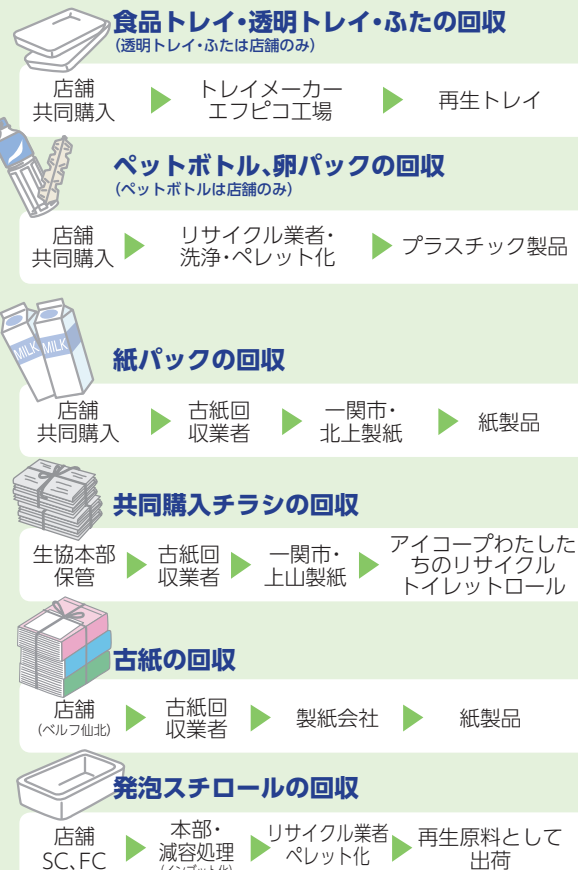 食品トレイ・透明トレイ・ふたの回収
(透明トレイ・ふたは店舗のみ)
店舗
共同購入
トレイメーカー
エフピコ工場
再生トレイ
ペットボトル、卵パックの回収
(ペットボトルは店舗のみ)
店舗
共同購入
リサイクル業者・
洗浄・ペレット化
プラスチック製品
MILK
MILK
紙パックの回収
店舗
共同購入
古紙回
収業者
一関市・
北上製紙
紙製品
共同購入チラシの回収
生協本部
保管
古紙回
収業者
一関市・
上山製紙
アイコープわたした
ちのリサイクル
トイレットロール
古紙の回収
店舗
(ベルフ仙北)
古紙回
収業者
製紙会社
紙製品
発泡スチロールの回収
店舗
SC、FC
本部・
減容処理
リサイクル業者
ペレット化
再生原料として
出荷